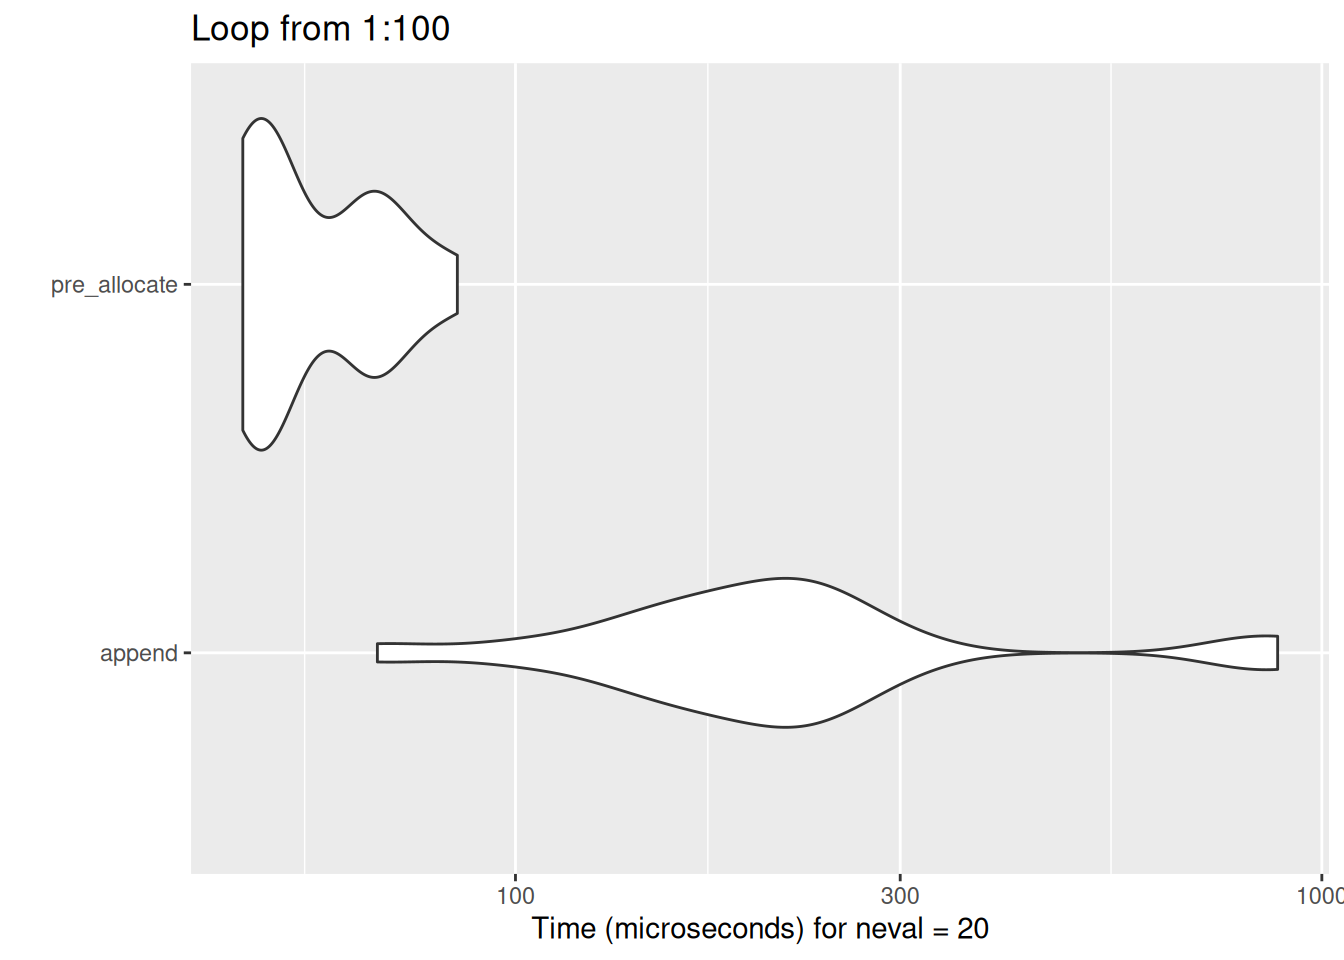 Loop from 1:100
pre_allocate
append
100
300
1000
Time (microseconds) for neval = 20